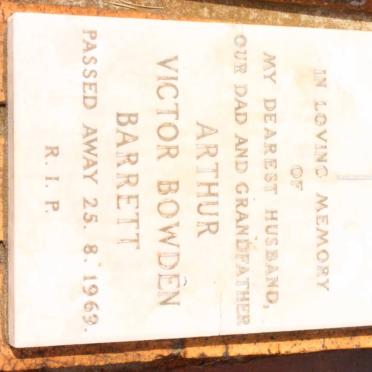 IN LOVING MEMORY
OF
MY DEAREST HUSBAND,
OUR DAD AND GRANDFATHER
ARTHUR
VICTOR BOWDEN
BARRETT
PASSED AWAY 25. 8. 1969.
R. I. P.